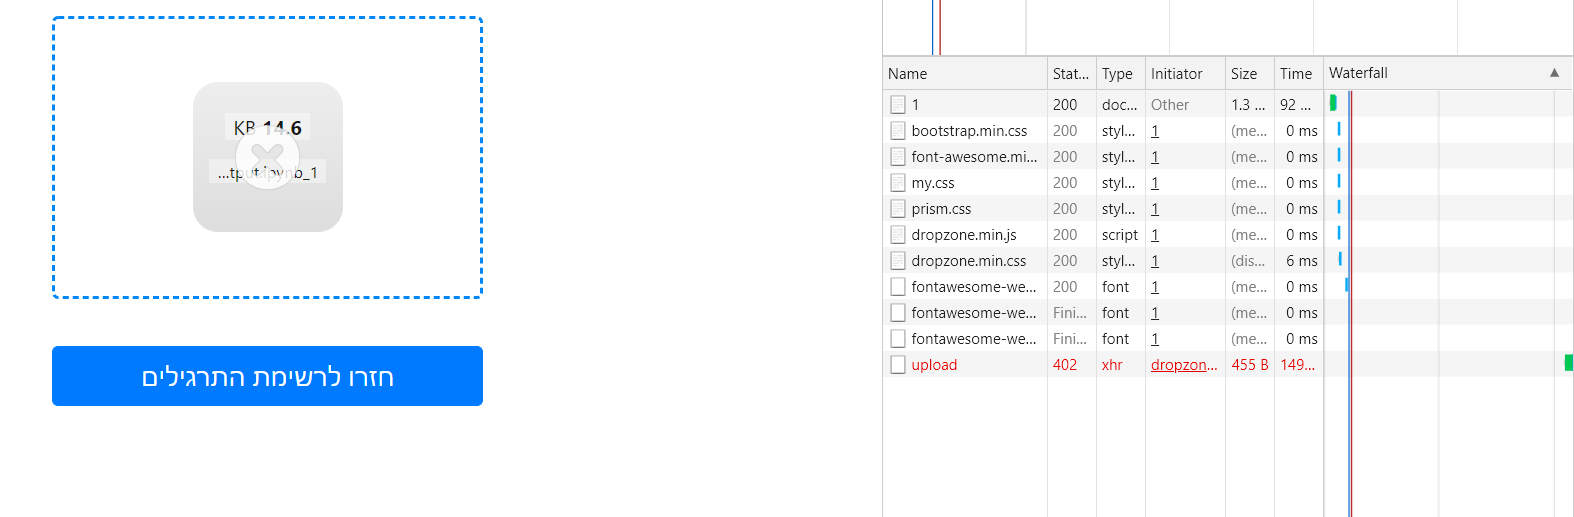 14.6 KB
...tput.ipynb_1
חזרו לרשימת התרגילים
Name Stat... Type Initiator Size Time Waterfall
1 200 doc... Other 1.3 ... 92 ...
bootstrap.min.css 200 styl... 1 (me... 0 ms
font-awesome.mi... 200 styl... 1 (me... 0 ms
my.css 200 styl... 1 (me... 0 ms
prism.css 200 styl... 1 (me... 0 ms
dropzone.min.js 200 script 1 (me... 0 ms
dropzone.min.css 200 styl... 1 (dis... 6 ms
fontawesome-we... 200 font 1 (me... 0 ms
fontawesome-we... Fini... font 1 (me... 0 ms
fontawesome-we... Fini... font 1 (me... 0 ms
upload 402 xhr dropzon... 455 B 149...